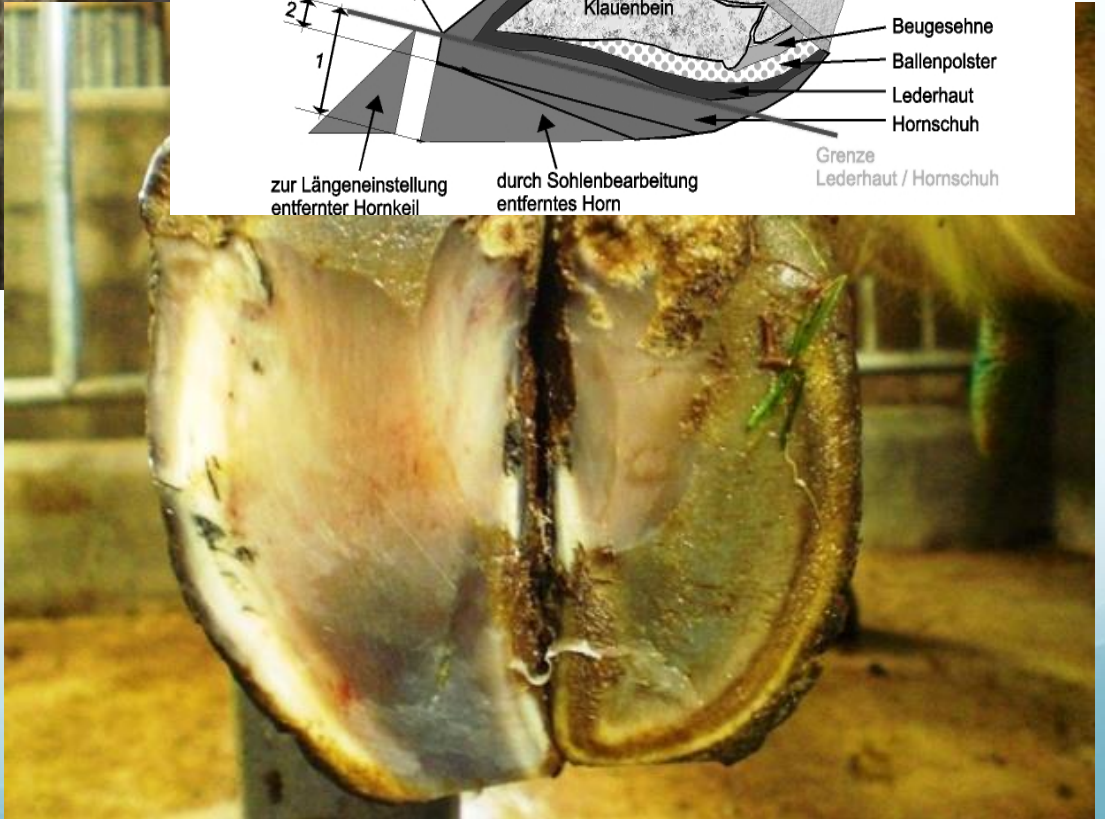 Klauenbein
2
1
Beugesehne
Ballenpolster
Lederhaut
Hornschuh
Grenze
Lederhaut / Hornschuh
zur Längeneinstellung
entfernter Hornkeil
durch Sohlenbearbeitung
entferntes Horn